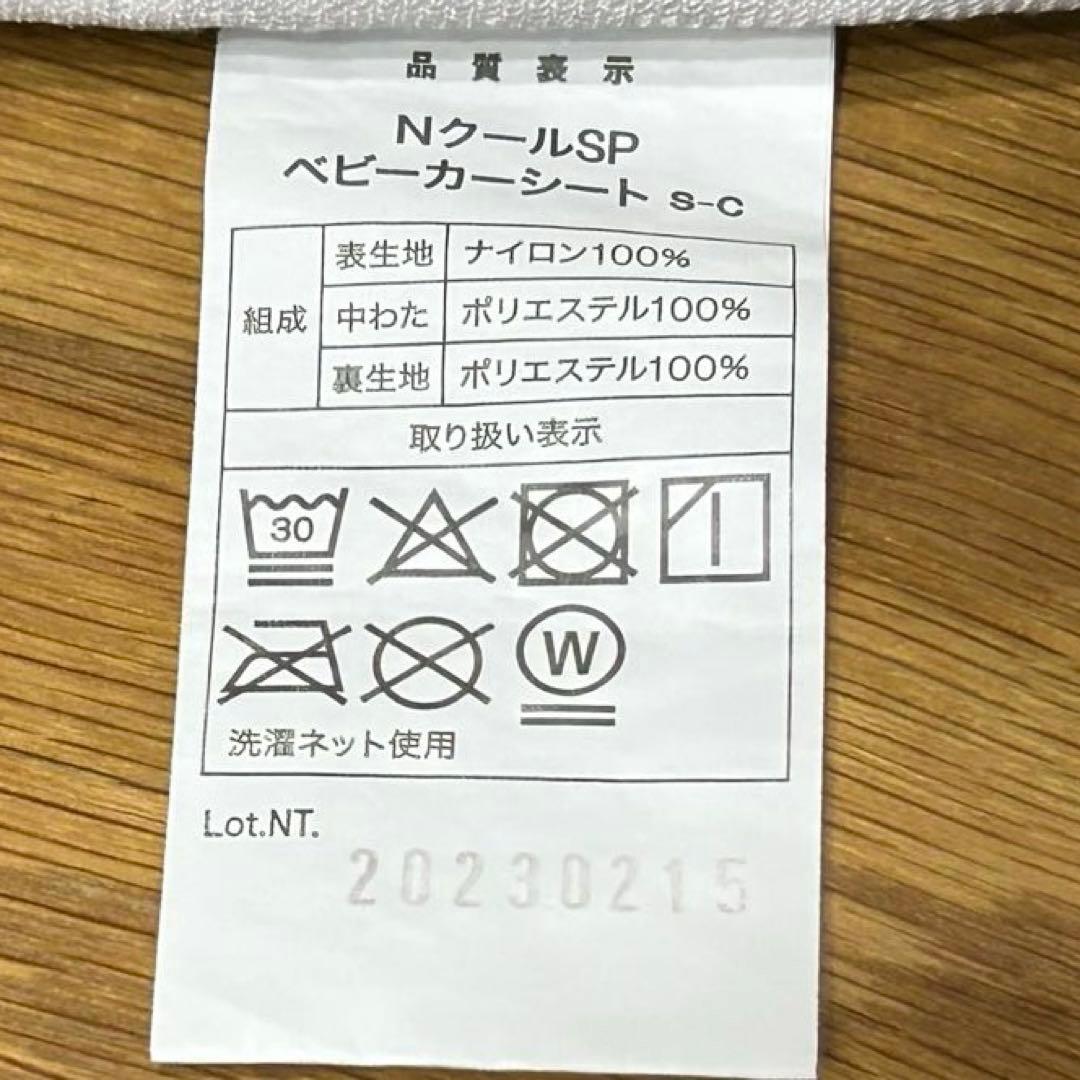 品質表示
NクールSP
ベビーカーシート S-C
組成
表生地 ナイロン100%
中わた ポリエステル100%
裏生地 ポリエステル100%
取り扱い表示
30
W
洗濯ネット使用
Lot.NT.
20230215